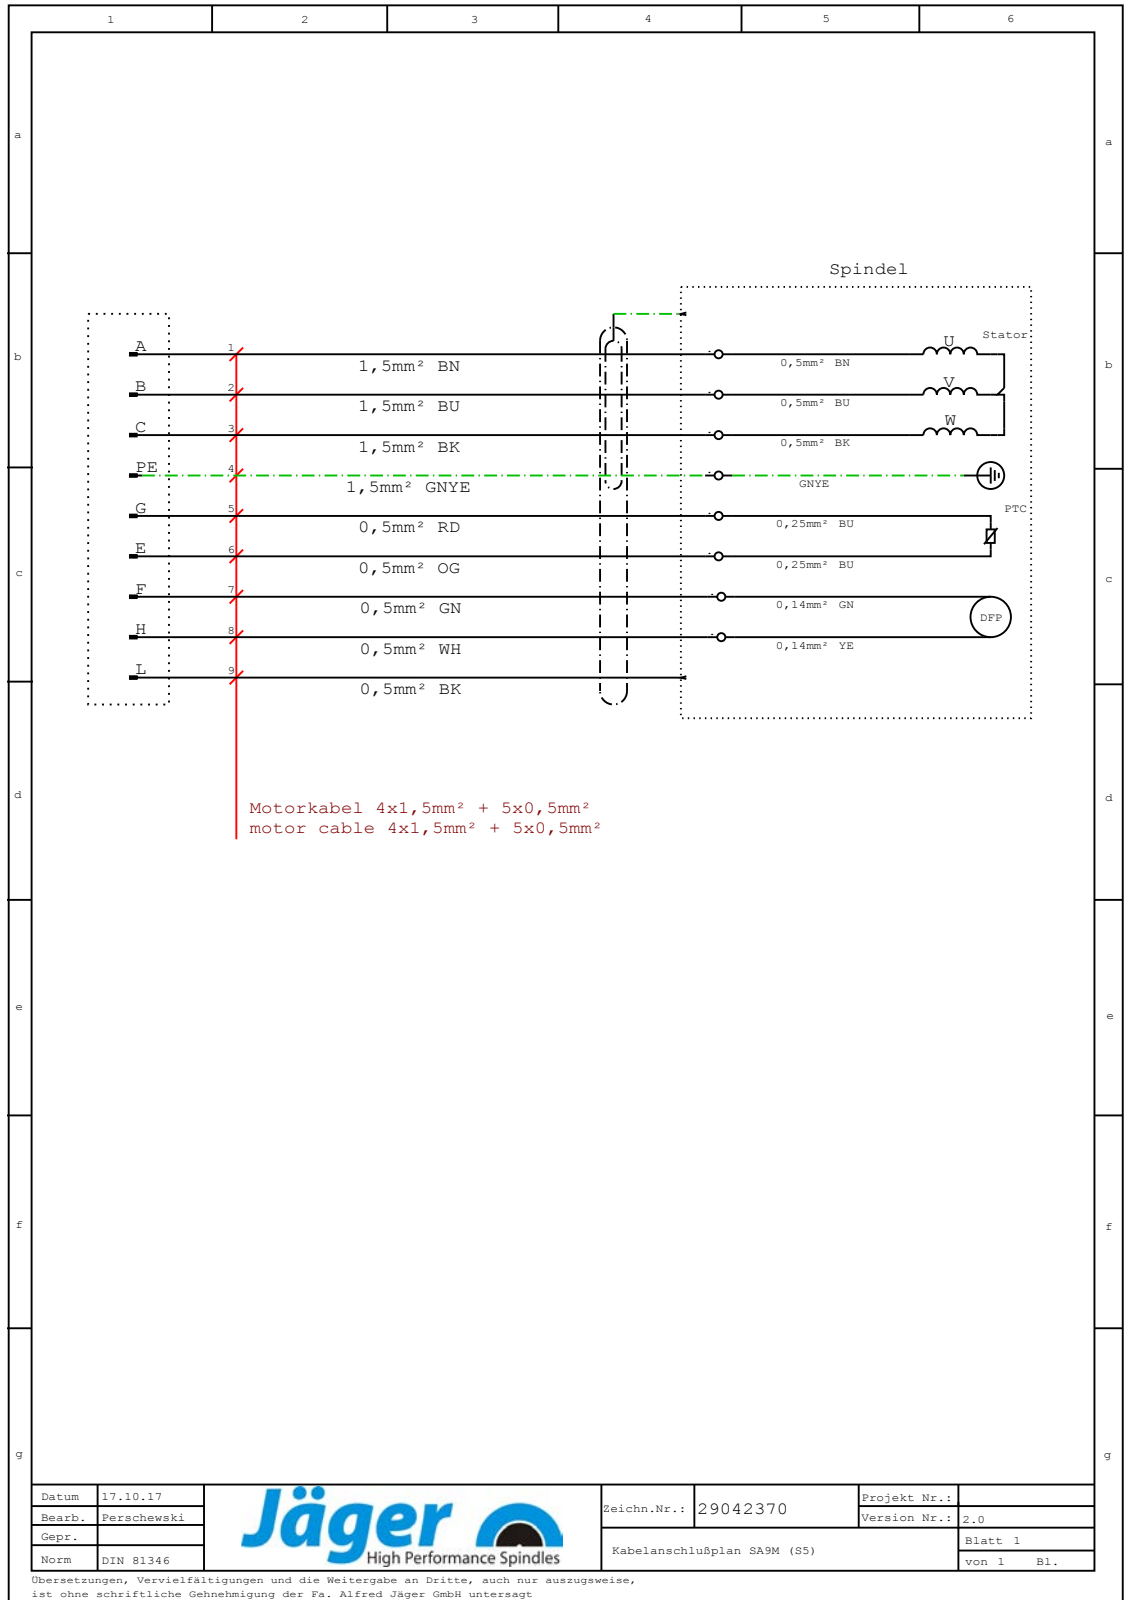 1 2 3 4 5 6
a a
Spindel
b b
A 1 1,5mm² BN 0,5mm² BN U Stator
B 2 1,5mm² BU 0,5mm² BU V
C 3 1,5mm² BK 0,5mm² BK W
PE 4 1,5mm² GNYE GNYE
G 5 0,5mm² RD 0,25mm² BU PTC
E 6 0,5mm² OG 0,25mm² BU
c c
F 7 0,5mm² GN 0,14mm² GN DFP
H 8 0,5mm² WH 0,14mm² YE
L 9 0,5mm² BK
d d
Motorkabel 4x1,5mm² + 5x0,5mm²
motor cable 4x1,5mm² + 5x0,5mm²
e e
f f
g g
Datum 17.10.17
Bearb. Perschewski
Gepr.
Norm DIN 81346
Jäger
High Performance Spindles
Zeichn.Nr.: 29042370
Kabelanschlußplan SA9M (S5)
Projekt Nr.:
Version Nr.: 2.0
Blatt 1
von 1 Bl.
Übersetzungen, Vervielfältigungen und die Weitergabe an Dritte, auch nur auszugsweise,
ist ohne schriftliche Gehnehmigung der Fa. Alfred Jäger GmbH untersagt